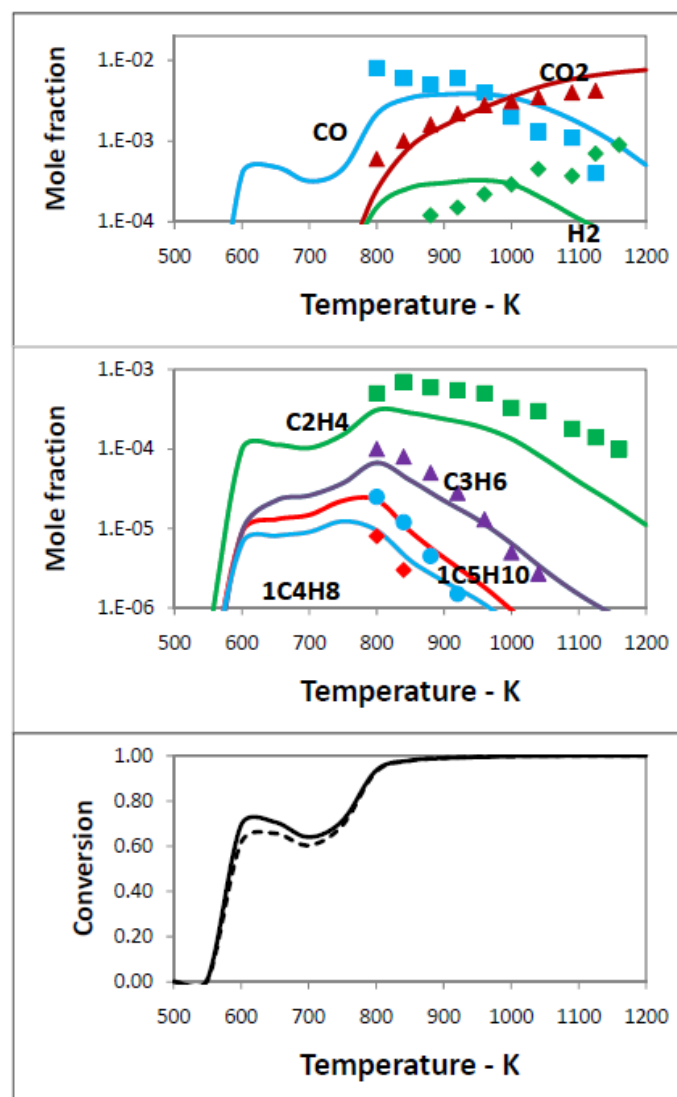 Mole fraction
1.E-02
1.E-03
1.E-04
CO
CO2
H2
500 600 700 800 900 1000 1100 1200
Temperature - K
Mole fraction
1.E-03
1.E-04
1.E-05
1.E-06
C2H4
C3H6
1C5H10
1C4H8
500 600 700 800 900 1000 1100 1200
Temperature - K
Conversion
1.00
0.80
0.60
0.40
0.20
0.00
500 600 700 800 900 1000 1100 1200
Temperature - K